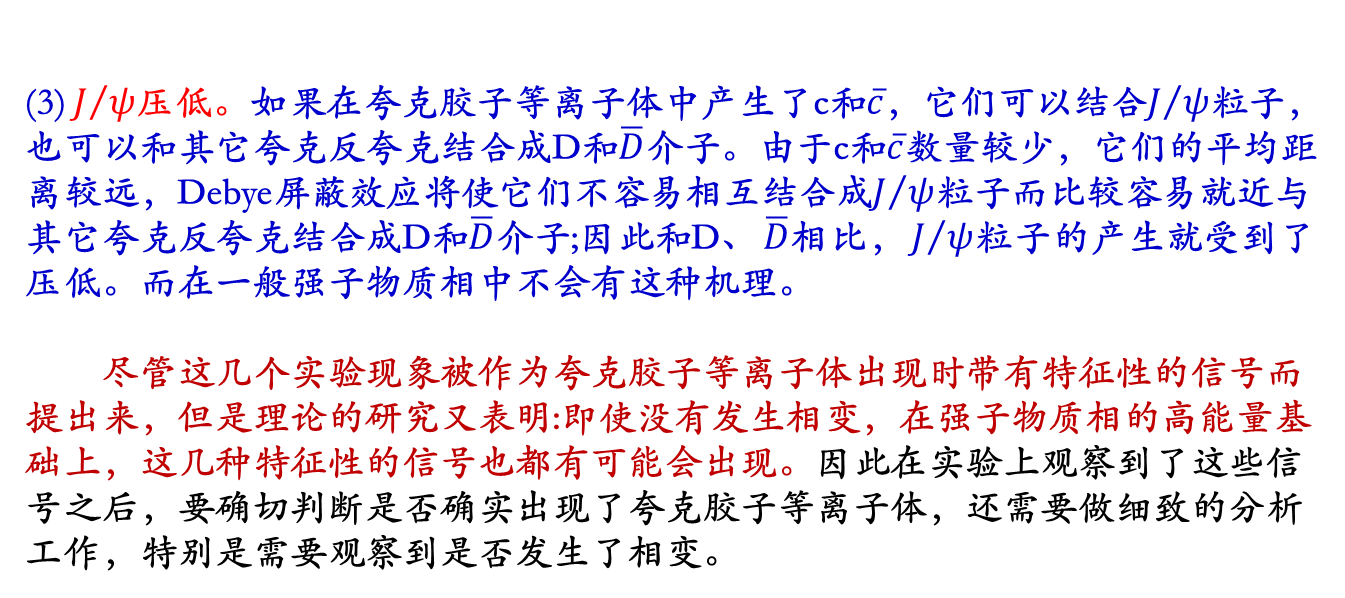 (3)J/ψ压低。如果在夸克胶子等离子体中产生了c和c̄，它们可以结合J/ψ粒子，
也可以和其它夸克反夸克结合成D和D̄介子。由于c和c̄数量较少，它们的平均距
离较远，Debye屏蔽效应将使它们不容易相互结合成J/ψ粒子而比较容易就近与
其它夸克反夸克结合成D和D̄介子;因此和D、D̄相比，J/ψ粒子的产生就受到了
压低。而在一般强子物质相中不会有这种机理。
尽管这几个实验现象被作为夸克胶子等离子体出现时带有特征性的信号而
提出来，但是理论的研究又表明:即使没有发生相变，在强子物质相的高能量基
础上，这几种特征性的信号也都有可能会出现。因此在实验上观察到了这些信
号之后，要确切判断是否确实出现了夸克胶子等离子体，还需要做细致的分析
工作，特别是需要观察到是否发生了相变。